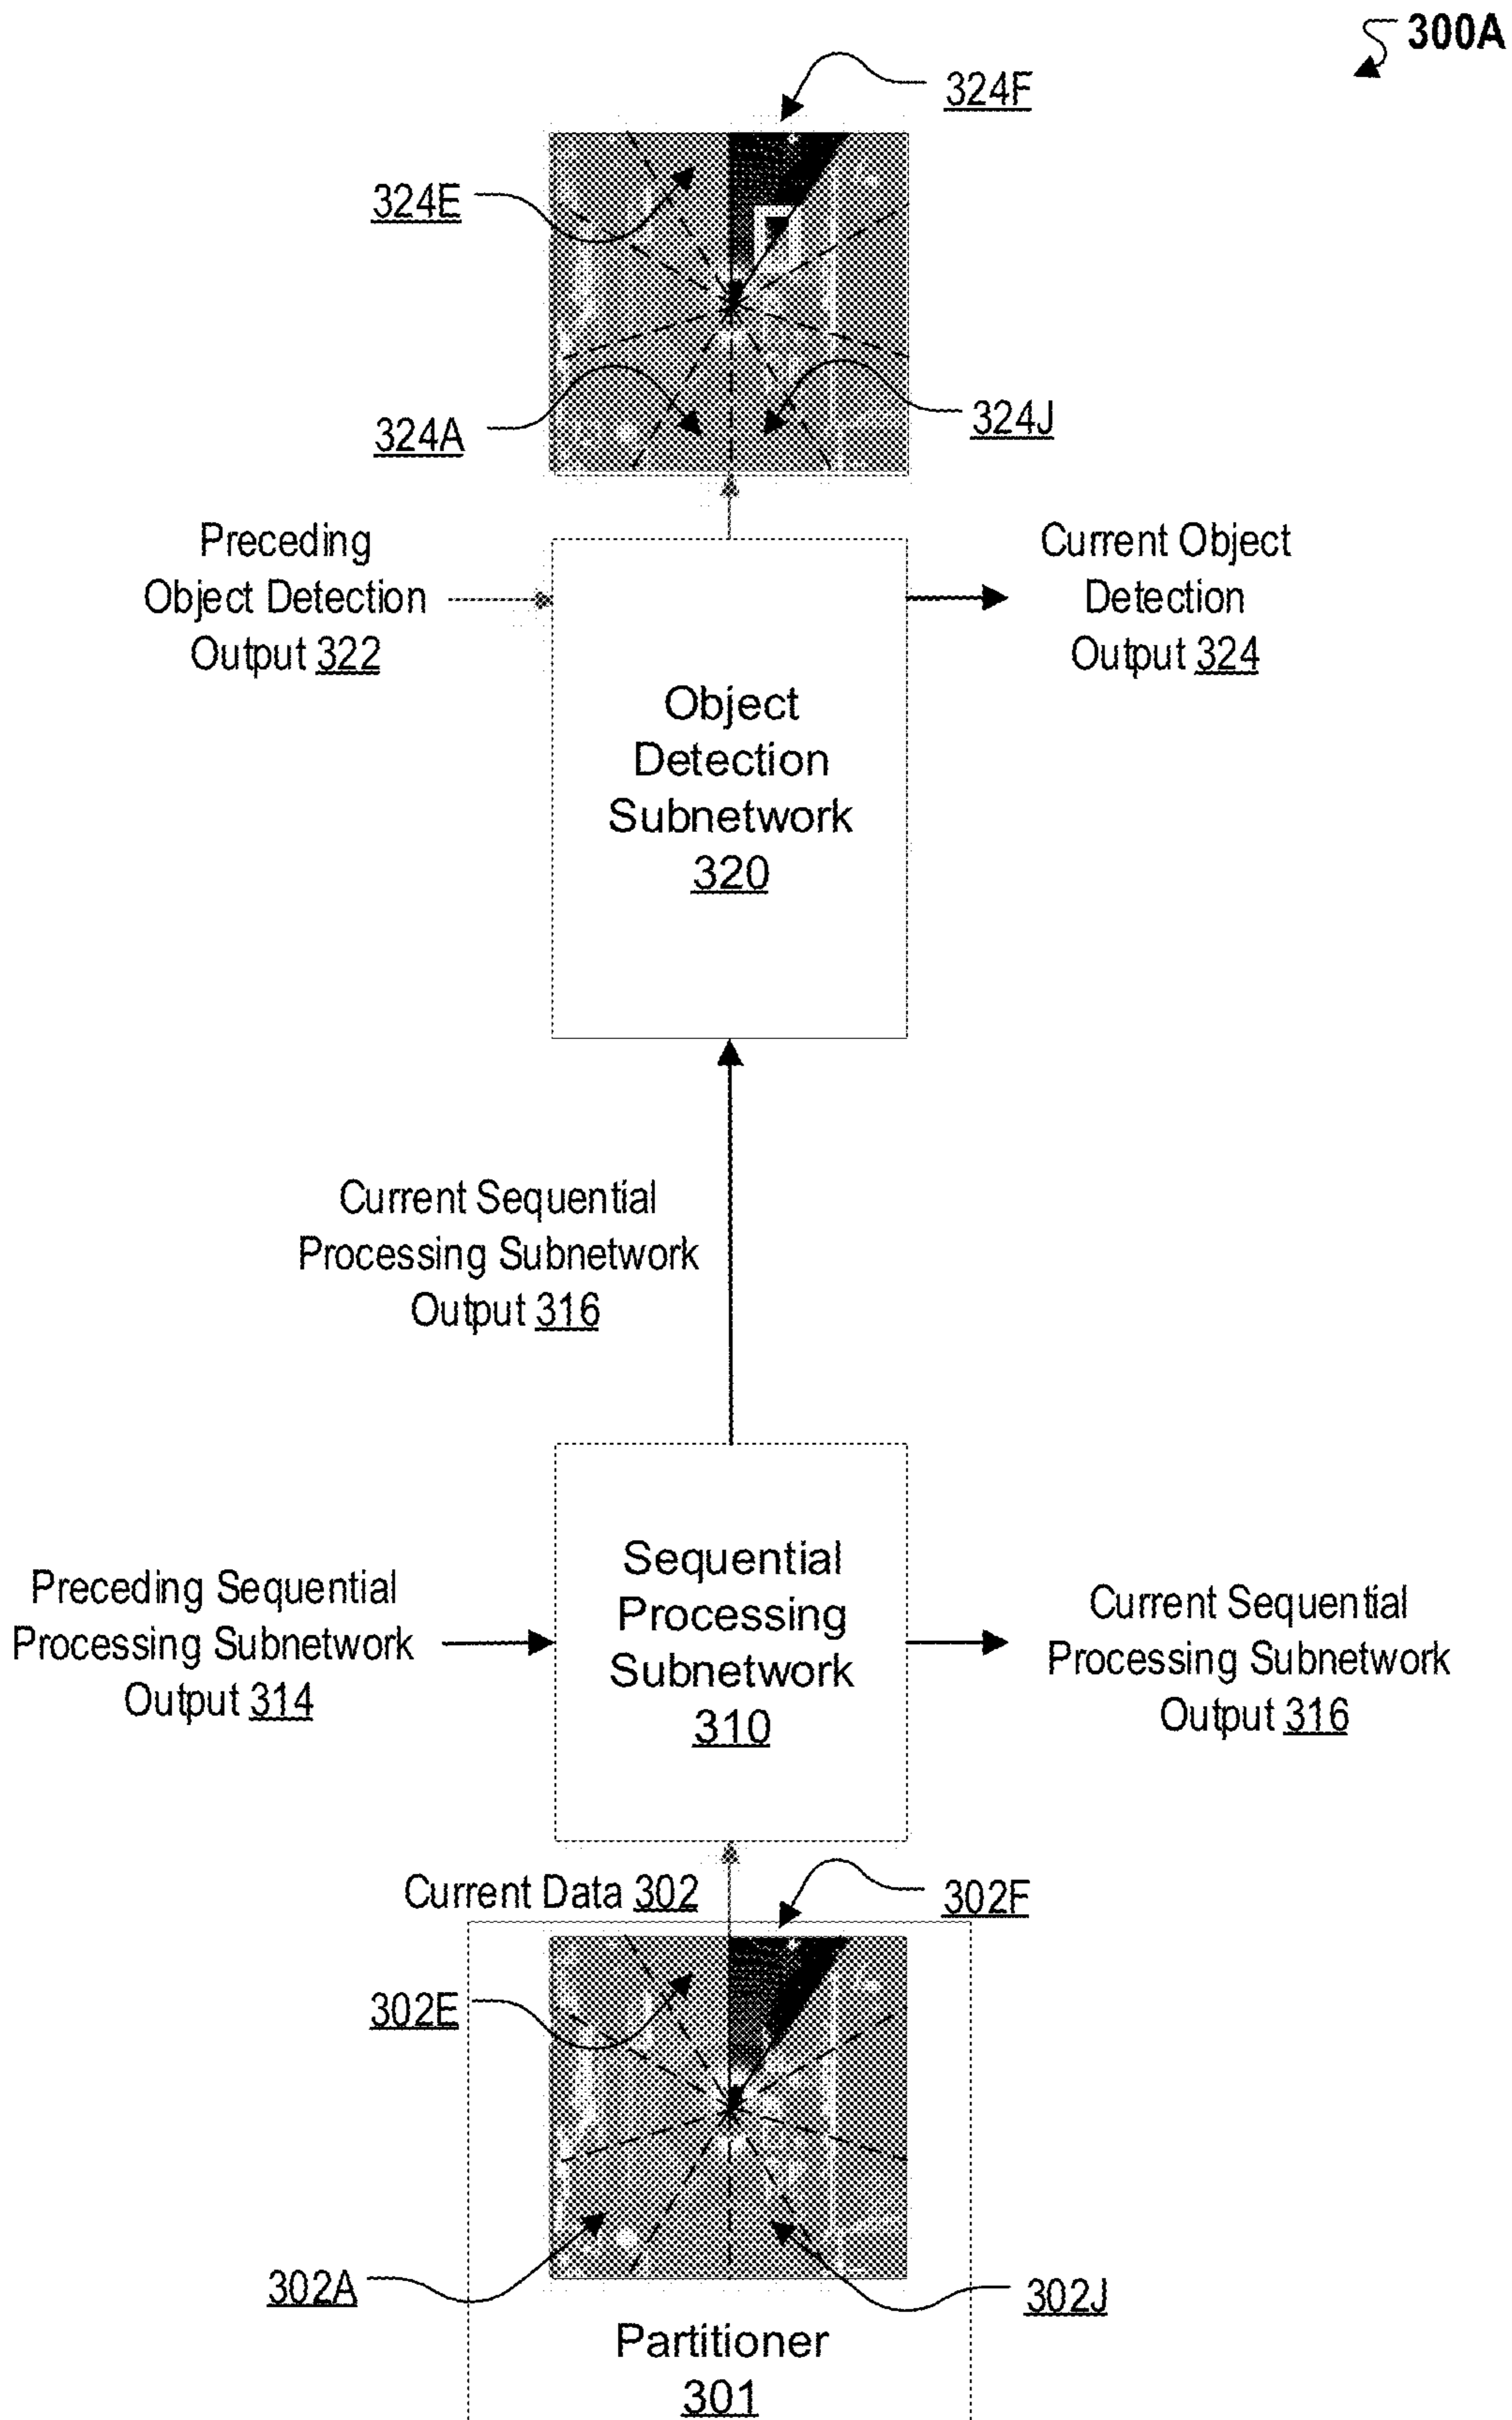 300A
324F
324E
324A
324J
Preceding
Object Detection
Output 322
Current Object
Detection
Output 324
Object
Detection
Subnetwork
320
Current Sequential
Processing Subnetwork
Output 316
Sequential
Processing
Subnetwork
310
Preceding Sequential
Processing Subnetwork
Output 314
Current Sequential
Processing Subnetwork
Output 316
Current Data 302
302F
302E
302A
302J
Partitioner
301